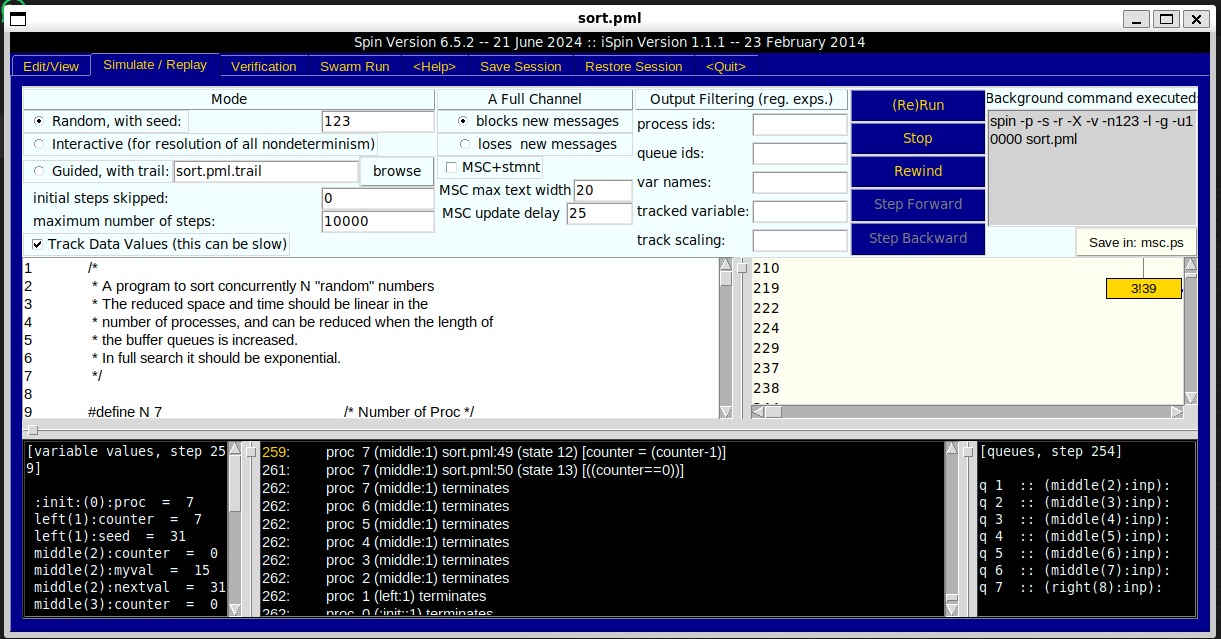 sort.pml
Spin Version 6.5.2 -- 21 June 2024 :: iSpin Version 1.1.1 -- 23 February 2014
Edit/View Simulate / Replay Verification Swarm Run <Help> Save Session Restore Session <Quit>
Mode
Random, with seed: 123
Interactive (for resolution of all nondeterminism)
Guided, with trail: sort.pml.trail browse
initial steps skipped: 0
maximum number of steps: 10000
Track Data Values (this can be slow)
A Full Channel
blocks new messages
loses new messages
MSC+stmnt
MSC max text width 20
MSC update delay 25
Output Filtering (reg. exps.)
process ids:
queue ids:
var names:
tracked variable:
track scaling:
(Re)Run
Stop
Rewind
Step Forward
Step Backward
Background command executed:
spin -p -s -r -X -v -n123 -l -g -u1
0000 sort.pml
Save in: msc.ps
1 /*
2 * A program to sort concurrently N "random" numbers
3 * The reduced space and time should be linear in the
4 * number of processes, and can be reduced when the length of
5 * the buffer queues is increased.
6 * In full search it should be exponential.
7 */
8
9 #define N 7 /* Number of Proc */
210
219
222
224
229
237
238
3!39
[variable values, step 25
9]
:init:(0):proc = 7
left(1):counter = 7
left(1):seed = 31
middle(2):counter = 0
middle(2):myval = 15
middle(2):nextval = 31
middle(3):counter = 0
259: proc 7 (middle:1) sort.pml:49 (state 12) [counter = (counter-1)]
261: proc 7 (middle:1) sort.pml:50 (state 13) [((counter==0))]
262: proc 7 (middle:1) terminates
262: proc 6 (middle:1) terminates
262: proc 5 (middle:1) terminates
262: proc 4 (middle:1) terminates
262: proc 3 (middle:1) terminates
262: proc 2 (middle:1) terminates
262: proc 1 (left:1) terminates
262: proc 0 (:init::1) terminates
[queues, step 254]
q 1 :: (middle(2):inp):
q 2 :: (middle(3):inp):
q 3 :: (middle(4):inp):
q 4 :: (middle(5):inp):
q 5 :: (middle(6):inp):
q 6 :: (middle(7):inp):
q 7 :: (right(8):inp):